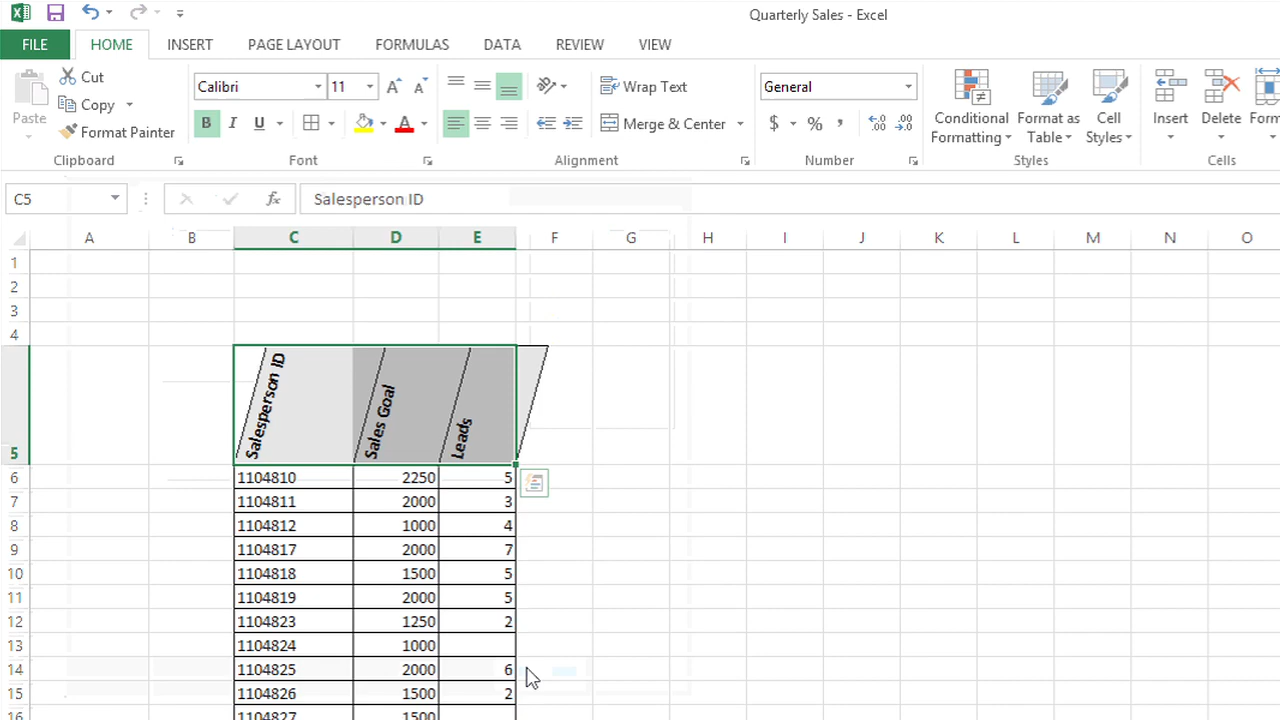 Quarterly Sales - Excel
FILE HOME INSERT PAGE LAYOUT FORMULAS DATA REVIEW VIEW
Cut
Copy
Format Painter
Paste
Clipboard
Calibri 11
B I U
Font
Wrap Text
Merge & Center
Alignment
General
$ % ,
Number
Conditional Formatting
Format as Table
Cell Styles
Styles
Insert Delete Form
Cells
C5 fx Salesperson ID
A B C D E F G H I J K L M N O
1
2
3
4
5 Salesperson ID Sales Goal Leads
6 1104810 2250 5
7 1104811 2000 3
8 1104812 1000 4
9 1104817 2000 7
10 1104818 1500 5
11 1104819 2000 5
12 1104823 1250 2
13 1104824 1000
14 1104825 2000 6
15 1104826 1500 2
16 1104827 1500